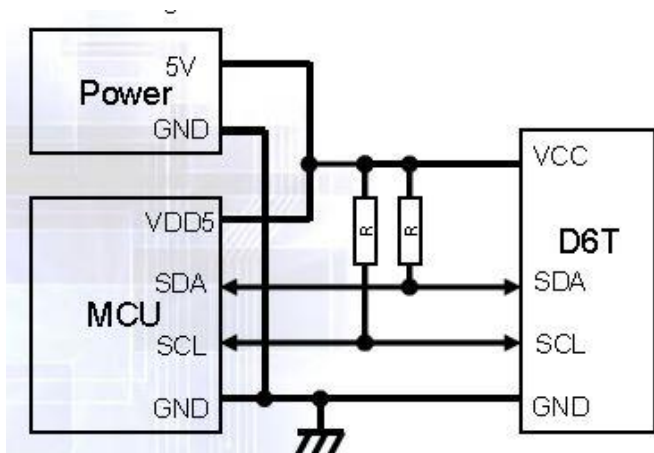 5V
Power
GND
VCC
VDD5
R
R
D6T
SDA
SDA
MCU
SCL
SCL
GND
GND